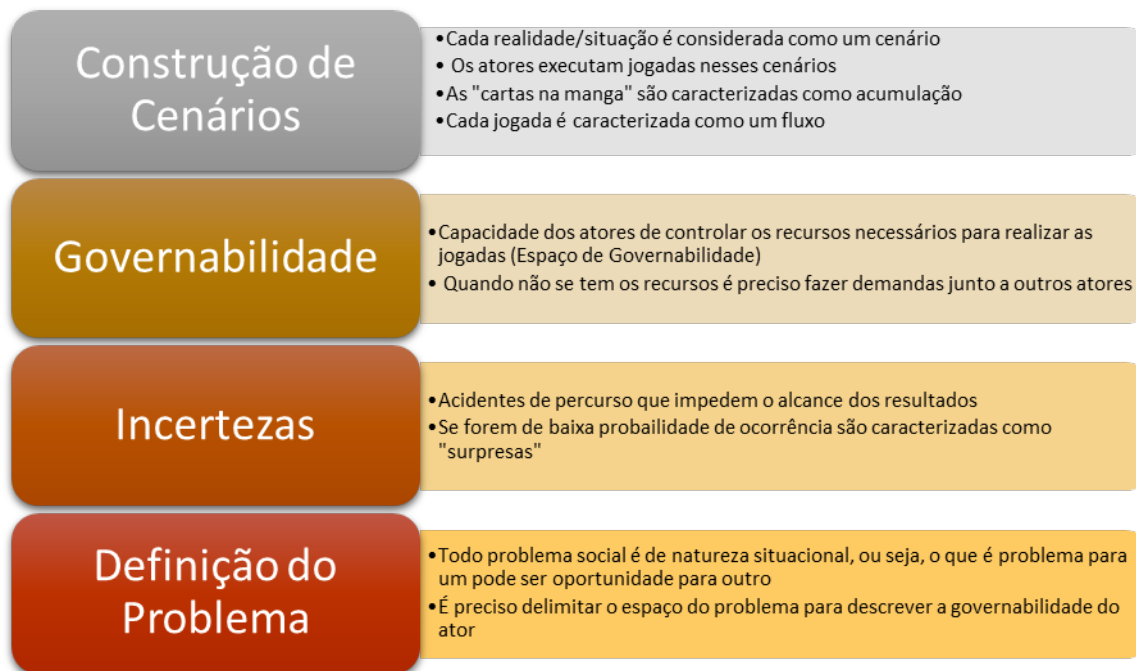 Construção de
Cenários
•Cada realidade/situação é considerada como um cenário
• Os atores executam jogadas nesses cenários
•As "cartas na manga" são caracterizadas como acumulação
•Cada jogada é caracterizada como um fluxo
Governabilidade
•Capacidade dos atores de controlar os recursos necessários para realizar as
jogadas (Espaço de Governabilidade)
• Quando não se tem os recursos é preciso fazer demandas junto a outros atores
Incertezas
•Acidentes de percurso que impedem o alcance dos resultados
•Se forem de baixa probailidade de ocorrência são caracterizadas como
"surpresas"
Definição do
Problema
•Todo problema social é de natureza situacional, ou seja, o que é problema para
um pode ser oportunidade para outro
•É preciso delimitar o espaço do problema para descrever a governabilidade do
ator